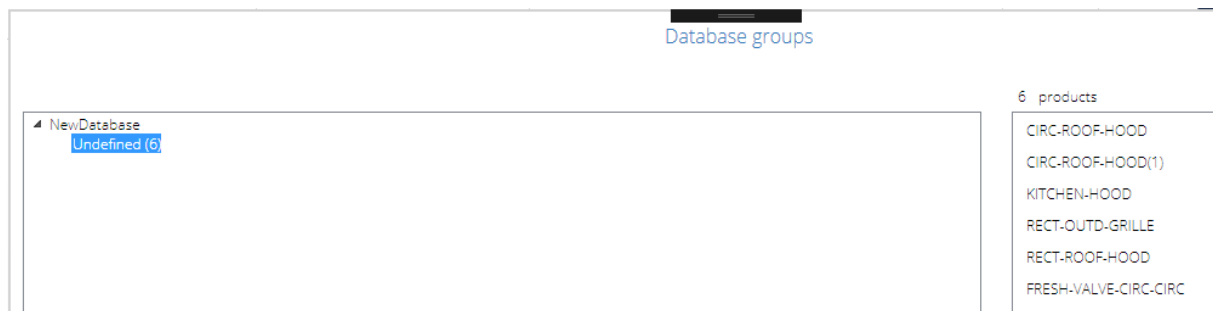 Database groups
6 products
NewDatabase
Undefined (6)
CIRC-ROOF-HOOD
CIRC-ROOF-HOOD(1)
KITCHEN-HOOD
RECT-OUTD-GRILLE
RECT-ROOF-HOOD
FRESH-VALVE-CIRC-CIRC